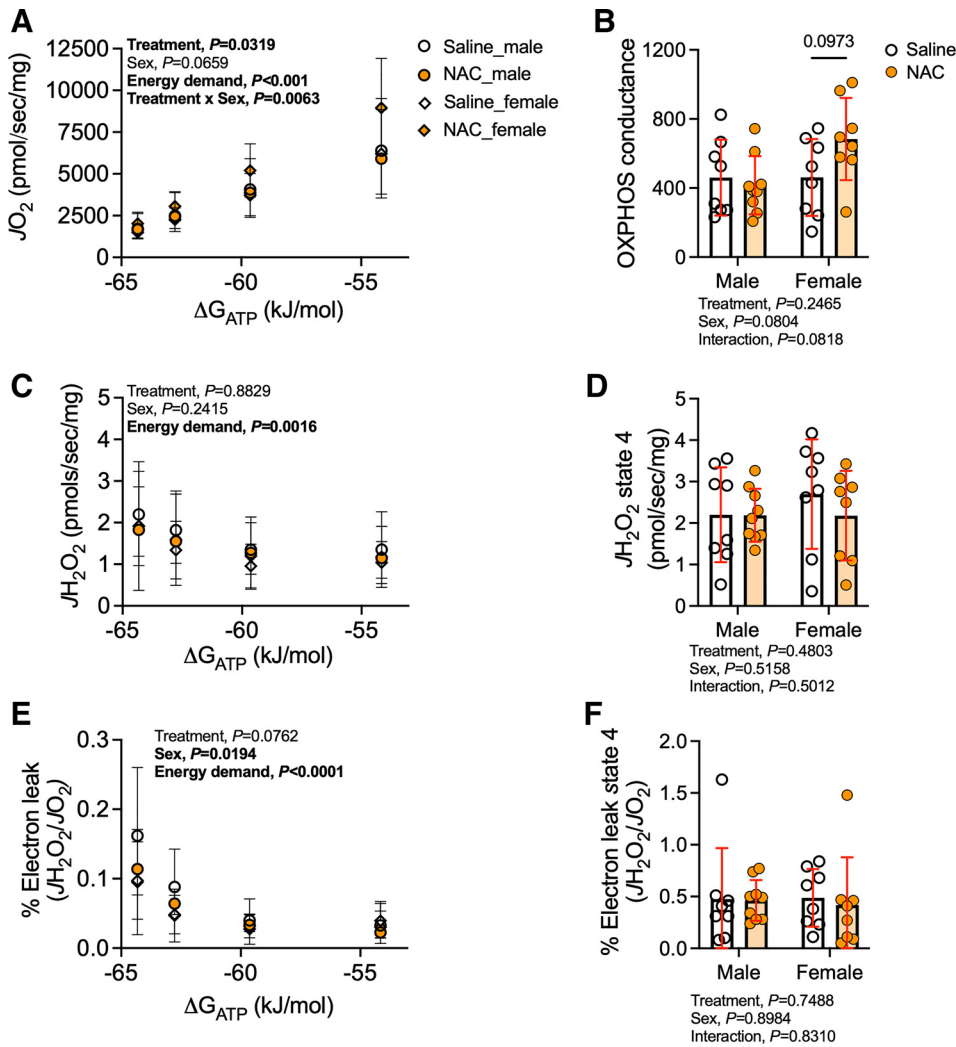 A
Treatment, P=0.0319
Sex, P=0.0659
Energy demand, P<0.001
Treatment x Sex, P=0.0063
Saline_male
NAC_male
Saline_female
NAC_female
JO2 (pmol/sec/mg)
12500
10000
7500
5000
2500
0
-65
-60
-55
ΔGATP (kJ/mol)
B
0.0973
Saline
NAC
OXPHOS conductance
1200
800
400
0
Male
Female
Treatment, P=0.2465
Sex, P=0.0804
Interaction, P=0.0818
C
Treatment, P=0.8829
Sex, P=0.2415
Energy demand, P=0.0016
JH2O2 (pmols/sec/mg)
5
4
3
2
1
0
-65
-60
-55
ΔGATP (kJ/mol)
D
JH2O2 state 4
(pmol/sec/mg)
5
4
3
2
1
0
Male
Female
Treatment, P=0.4803
Sex, P=0.5158
Interaction, P=0.5012
E
Treatment, P=0.0762
Sex, P=0.0194
Energy demand, P<0.0001
% Electron leak
(JH2O2/JO2)
0.3
0.2
0.1
0.0
-65
-60
-55
ΔGATP (kJ/mol)
F
% Electron leak state 4
(JH2O2/JO2)
2.0
1.5
1.0
0.5
0.0
Male
Female
Treatment, P=0.7488
Sex, P=0.8984
Interaction, P=0.8310